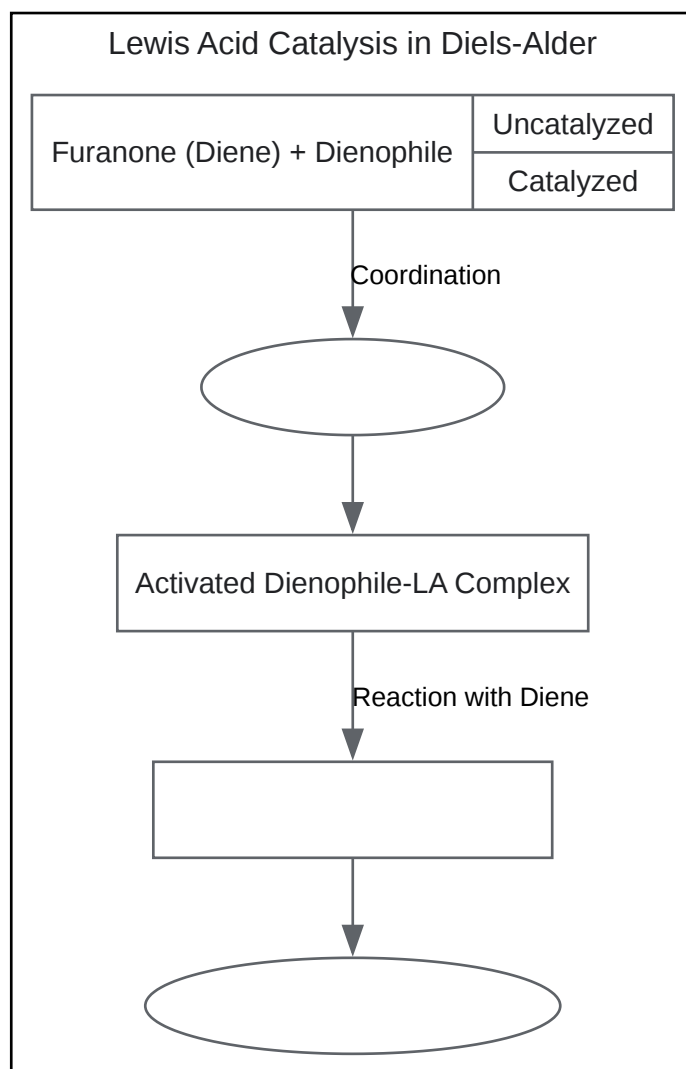 Lewis Acid Catalysis in Diels-Alder
Furanone (Diene) + Dienophile
Uncatalyzed
Catalyzed
Coordination
Activated Dienophile-LA Complex
Reaction with Diene